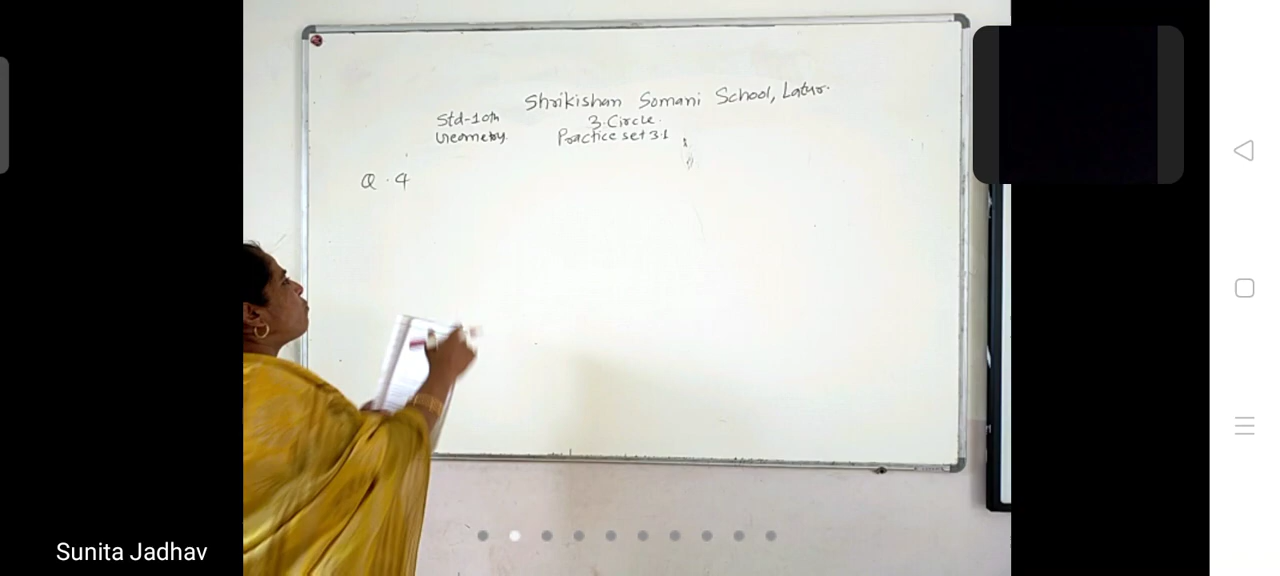 Shrikishan Somani School, Latur.
Std-10th
3. Circle.
Geometry.
Practice set 3.1
Q. 4
Sunita Jadhav